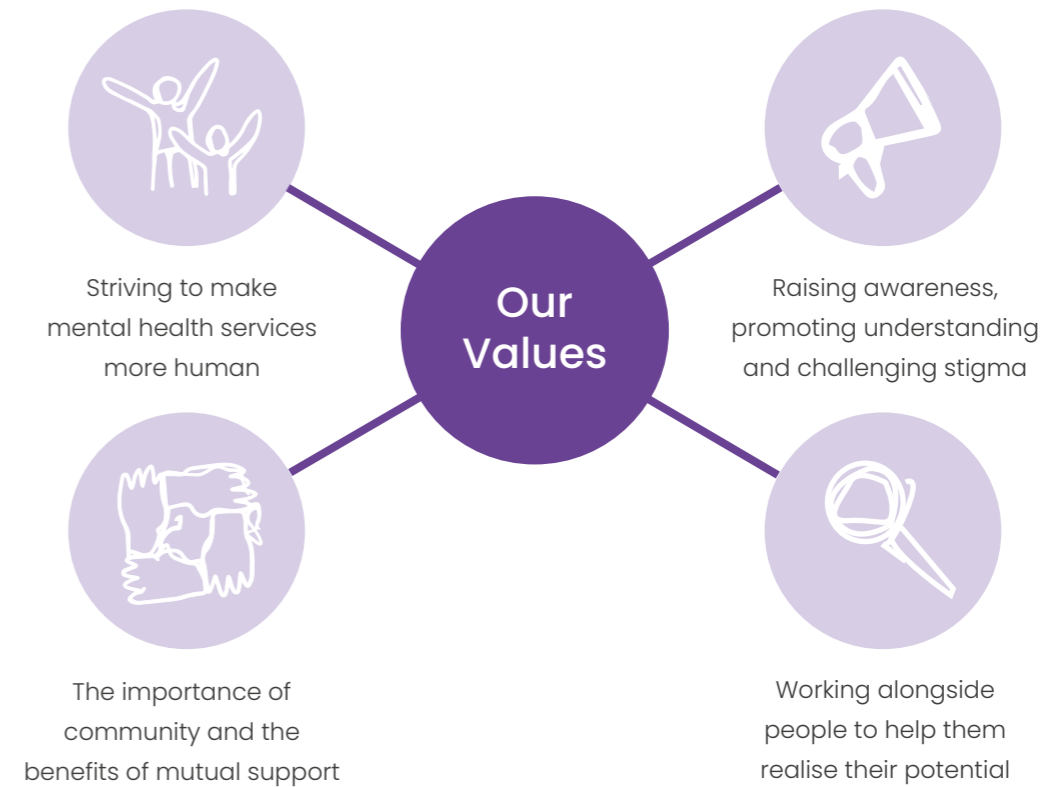 Our
Values
Striving to make
mental health services
more human
Raising awareness,
promoting understanding
and challenging stigma
The importance of
community and the
benefits of mutual support
Working alongside
people to help them
realise their potential